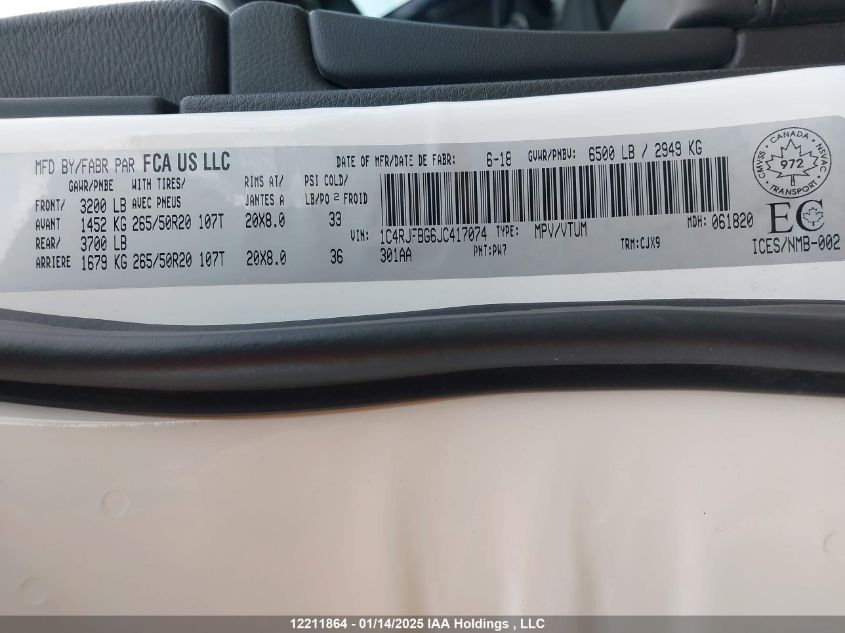 MFD BY/FABR PAR FCA US LLC DATE OF MFR/DATE DE FABR: 6-18 GVWR/PNBV: 6500 LB / 2949 KG
GAWR/PNBE WITH TIRES/ RIMS AT/ PSI COLD/
FRONT/ 3200 LB AVEC PNEUS JANTES A LB/PO 2 FROID
AVANT 1452 KG 265/50R20 107T 20X8.0 33
VIN: 1C4RJFBG6JC417074 TYPE: MPV/VTUM MDH: 061820
REAR/ 3700 LB
ARRIERE 1679 KG 265/50R20 107T 20X8.0 36
301AA PNT:PW7 TRM:CJX9
CANADA
CMVSS NSVAC
972
TRANSPORT
EC
ICES/NMB-002
12211864 - 01/14/2025 IAA Holdings , LLC